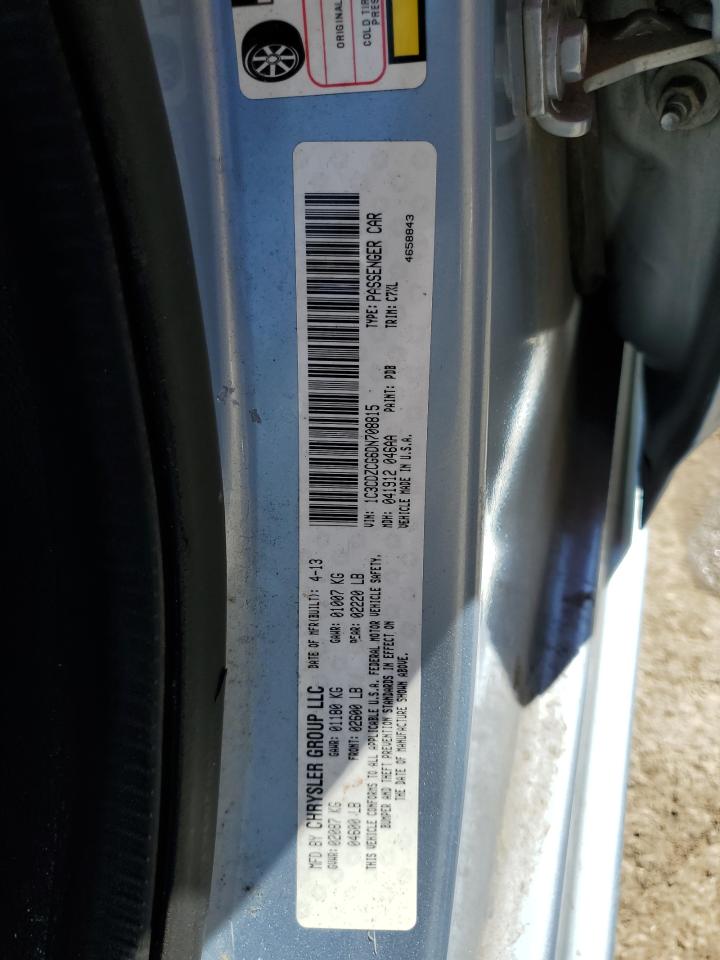 ORIGINAL
COLD TIR
PRES
MFD BY CHRYSLER GROUP LLC DATE OF MFR(BUILT): 4-13
GVWR: 02087 KG GAWR: 01180 KG GAWR: 01007 KG
04600 LB FRONT: 02600 LB REAR: 02220 LB
THIS VEHICLE CONFORMS TO ALL APPLICABLE U.S.A. FEDERAL MOTOR VEHICLE SAFETY,
BUMPER AND THEFT PREVENTION STANDARDS IN EFFECT ON
THE DATE OF MANUFACTURE SHOWN ABOVE.
VIN: 1C3CDZCG6DN708815 TYPE: PASSENGER CAR
MDH: 041912 046AA PAINT: PDB TRIM: C7XL
VEHICLE MADE IN U.S.A. 4658843